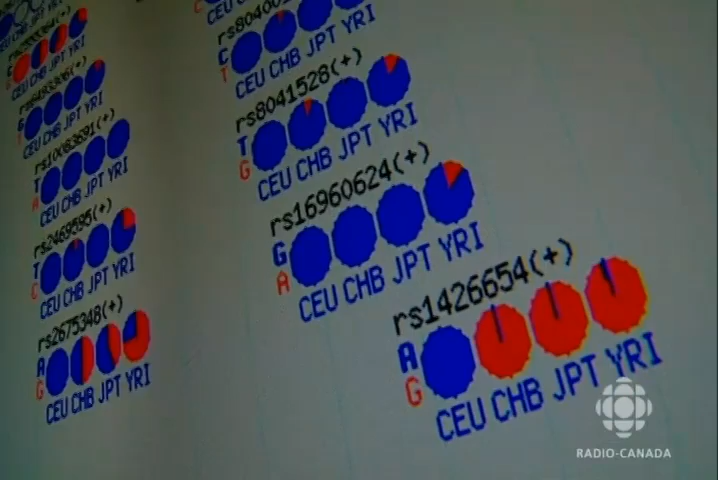 CEU CHB JPT YRI
rs8041528(+)
T
G
CEU CHB JPT YRI
rs16960624(+)
G
A
CEU CHB JPT YRI
rs1426654(+)
A
G
CEU CHB JPT YRI
CEU CHB JPT YRI
rs10083691(+)
T
A
CEU CHB JPT YRI
rs2469595(+)
T
C
CEU CHB JPT YRI
rs2675348(+)
A
G
CEU CHB JPT YRI
RADIO-CANADA